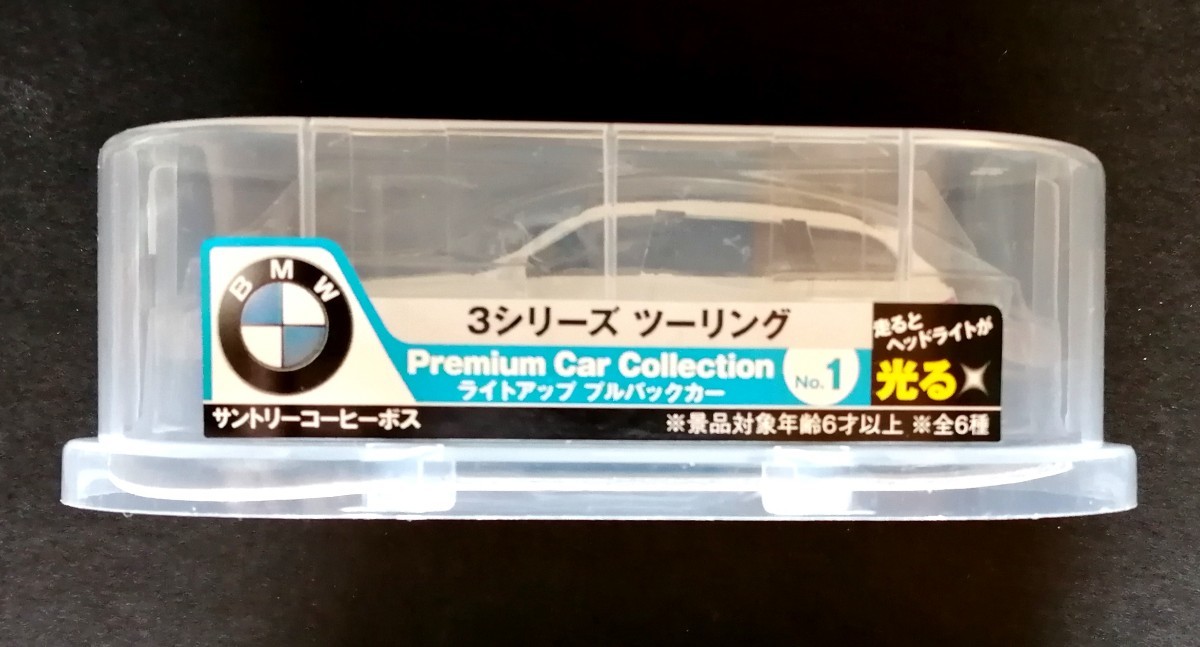 BMW
3シリーズ ツーリング
Premium Car Collection No.1
ライトアップ プルバックカー
走ると
ヘッドライトが
光る
サントリーコーヒーボス ※景品対象年齢6才以上 ※全6種